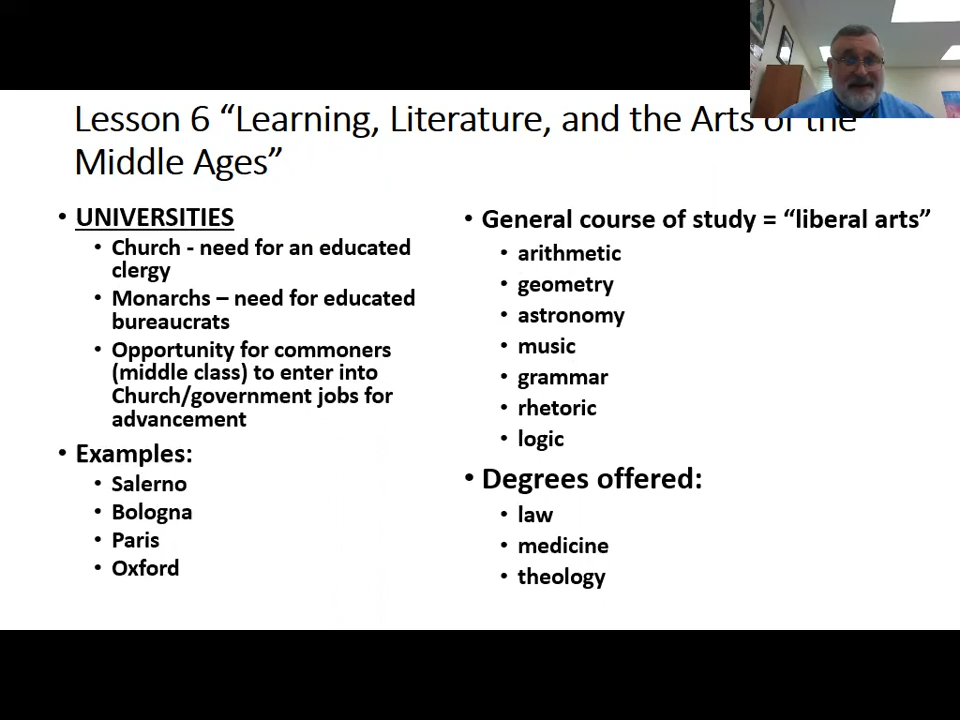 Lesson 6 “Learning, Literature, and the Arts of the
Middle Ages”
• UNIVERSITIES
• Church - need for an educated
clergy
• Monarchs – need for educated
bureaucrats
• Opportunity for commoners
(middle class) to enter into
Church/government jobs for
advancement
• Examples:
• Salerno
• Bologna
• Paris
• Oxford
• General course of study = “liberal arts”
• arithmetic
• geometry
• astronomy
• music
• grammar
• rhetoric
• logic
• Degrees offered:
• law
• medicine
• theology